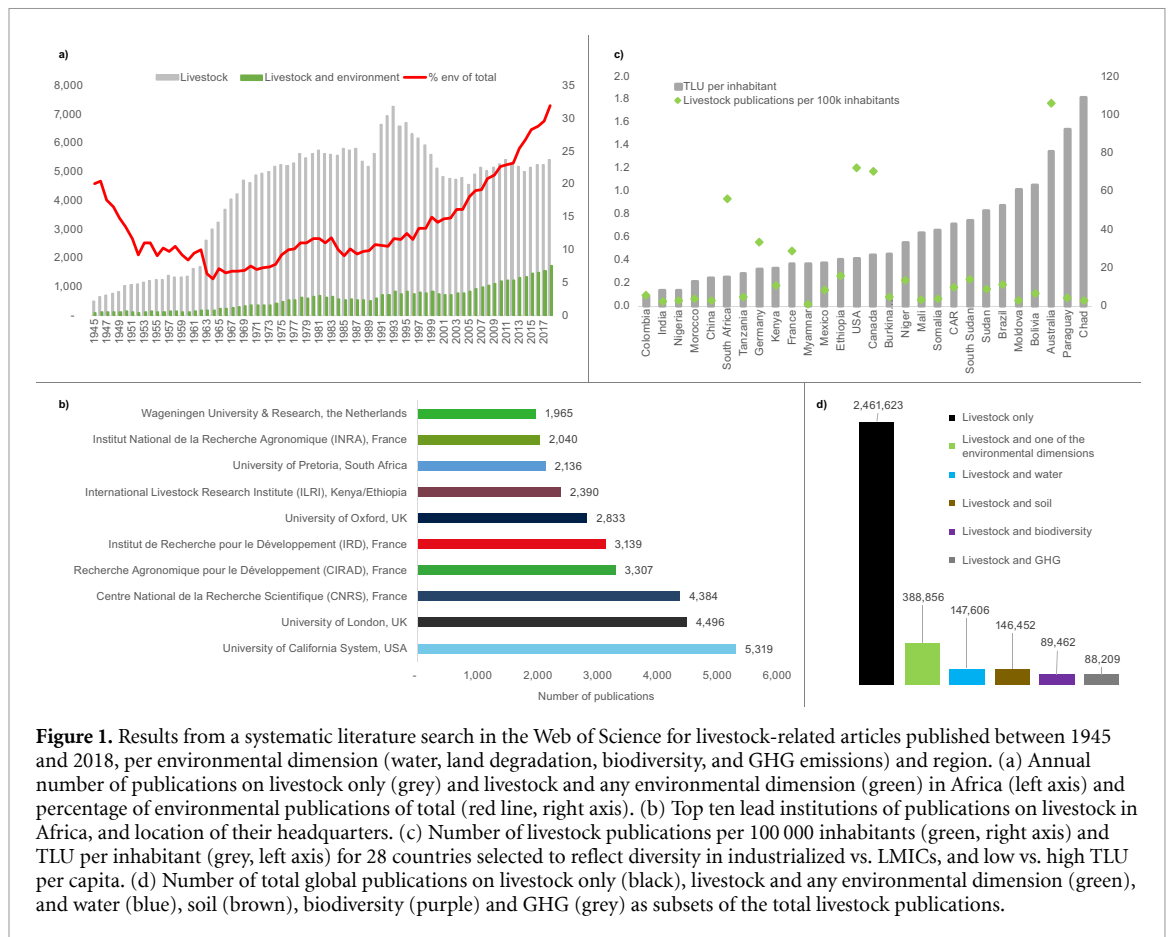 a)
Livestock
Livestock and environment
% env of total
8,000
7,000
6,000
5,000
4,000
3,000
2,000
1,000
-
35
30
25
20
15
10
5
0
1945
1947
1949
1951
1953
1955
1957
1959
1961
1963
1965
1967
1969
1971
1973
1975
1977
1979
1981
1983
1985
1987
1989
1991
1993
1995
1997
1999
2001
2003
2005
2007
2009
2011
2013
2015
2017
c)
TLU per inhabitant
Livestock publications per 100k inhabitants
2.0
1.8
1.6
1.4
1.2
1.0
0.8
0.6
0.4
0.2
0.0
120
100
80
60
40
20
0
Colombia
India
Nigeria
Morocco
China
South Africa
Tanzania
Germany
Kenya
France
Myanmar
Mexico
Ethiopia
USA
Canada
Burkina
Niger
Mali
Somalia
CAR
South Sudan
Sudan
Brazil
Moldova
Bolivia
Australia
Paraguay
Chad
b)
Wageningen University & Research, the Netherlands 1,965
Institut National de la Recherche Agronomique (INRA), France 2,040
University of Pretoria, South Africa 2,136
International Livestock Research Institute (ILRI), Kenya/Ethiopia 2,390
University of Oxford, UK 2,833
Institut de Recherche pour le Développement (IRD), France 3,139
Recherche Agronomique pour le Développement (CIRAD), France 3,307
Centre National de la Recherche Scientifique (CNRS), France 4,384
University of London, UK 4,496
University of California System, USA 5,319
- 1,000 2,000 3,000 4,000 5,000 6,000
Number of publications
d)
2,461,623
388,856
147,606
146,452
89,462
88,209
Livestock only
Livestock and one of the
environmental dimensions
Livestock and water
Livestock and soil
Livestock and biodiversity
Livestock and GHG
Figure 1. Results from a systematic literature search in the Web of Science for livestock-related articles published between 1945
and 2018, per environmental dimension (water, land degradation, biodiversity, and GHG emissions) and region. (a) Annual
number of publications on livestock only (grey) and livestock and any environmental dimension (green) in Africa (left axis) and
percentage of environmental publications of total (red line, right axis). (b) Top ten lead institutions of publications on livestock in
Africa, and location of their headquarters. (c) Number of livestock publications per 100 000 inhabitants (green, right axis) and
TLU per inhabitant (grey, left axis) for 28 countries selected to reflect diversity in industrialized vs. LMICs, and low vs. high TLU
per capita. (d) Number of total global publications on livestock only (black), livestock and any environmental dimension (green),
and water (blue), soil (brown), biodiversity (purple) and GHG (grey) as subsets of the total livestock publications.